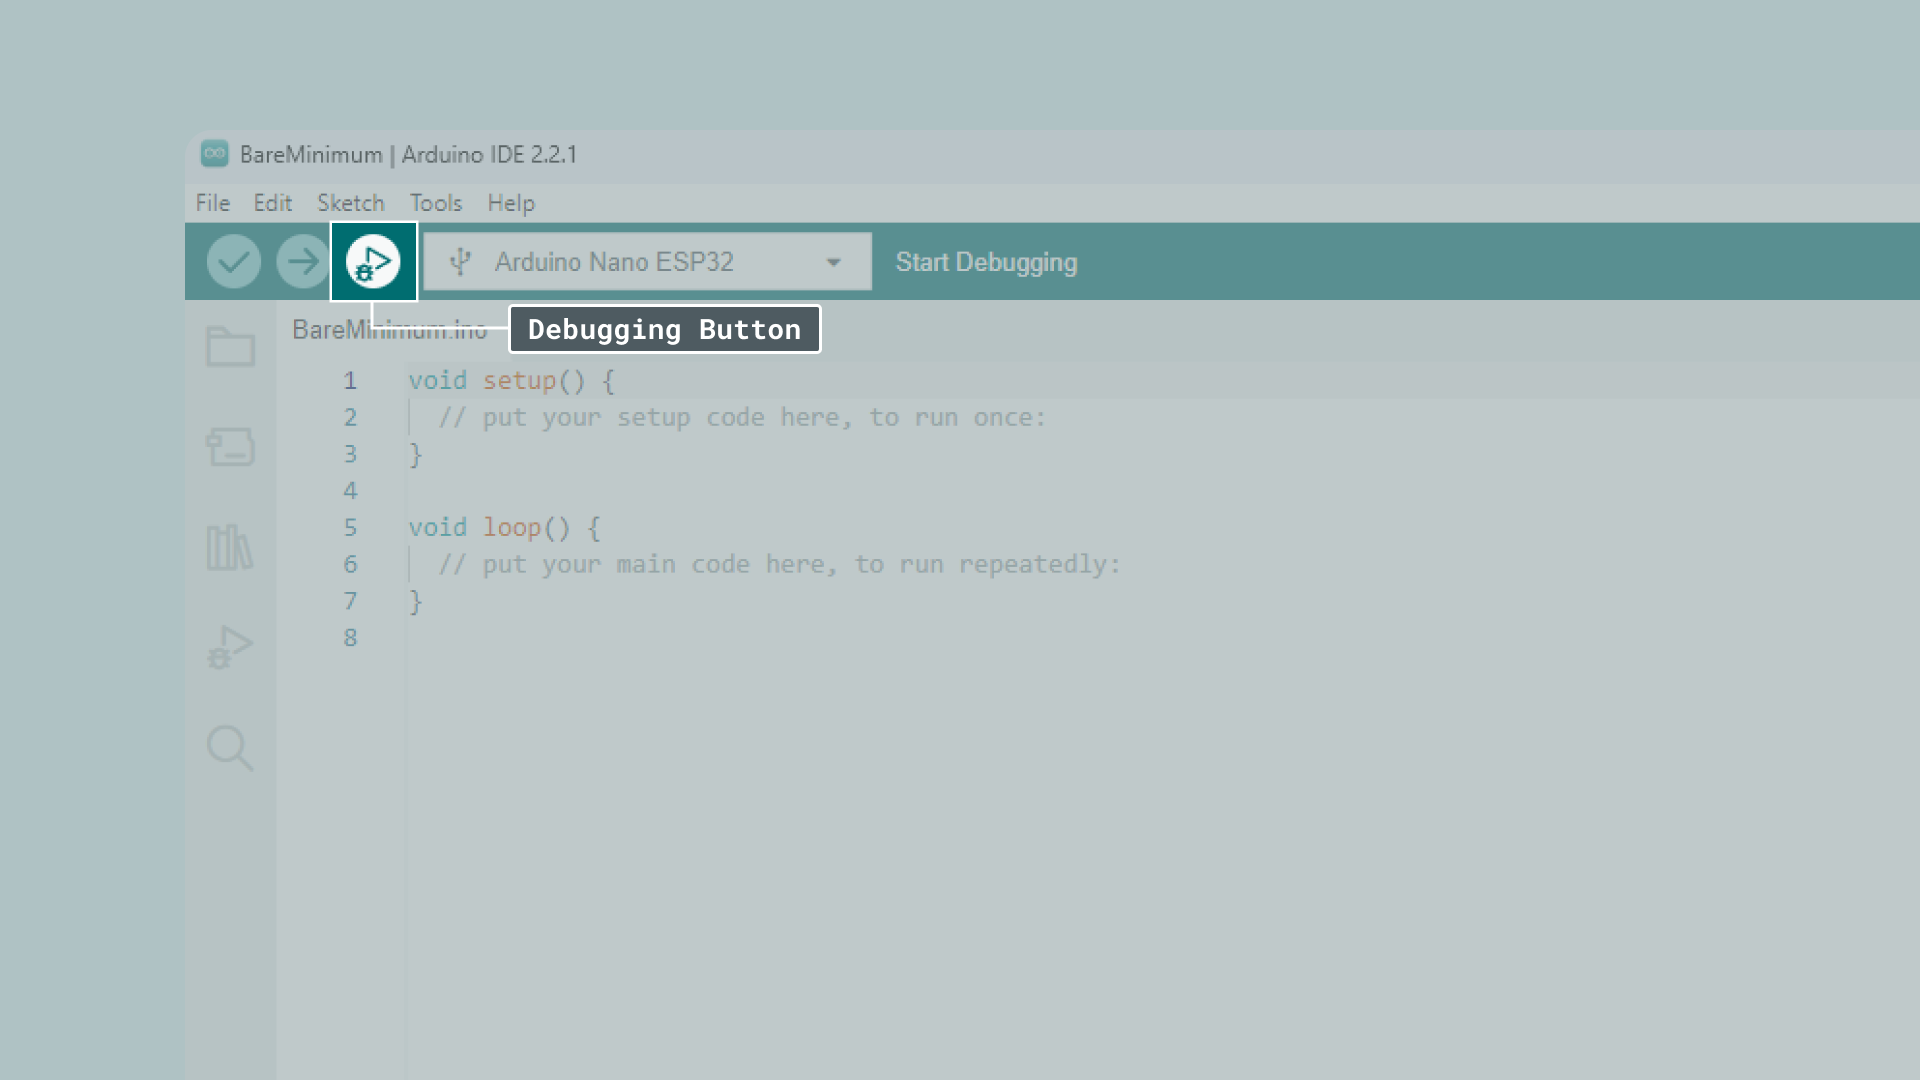 BareMinimum | Arduino IDE 2.2.1
File Edit Sketch Tools Help
Arduino Nano ESP32
Start Debugging
BareMinimum.ino
Debugging Button
1 void setup() {
2 // put your setup code here, to run once:
3 }
4
5 void loop() {
6 // put your main code here, to run repeatedly:
7 }
8